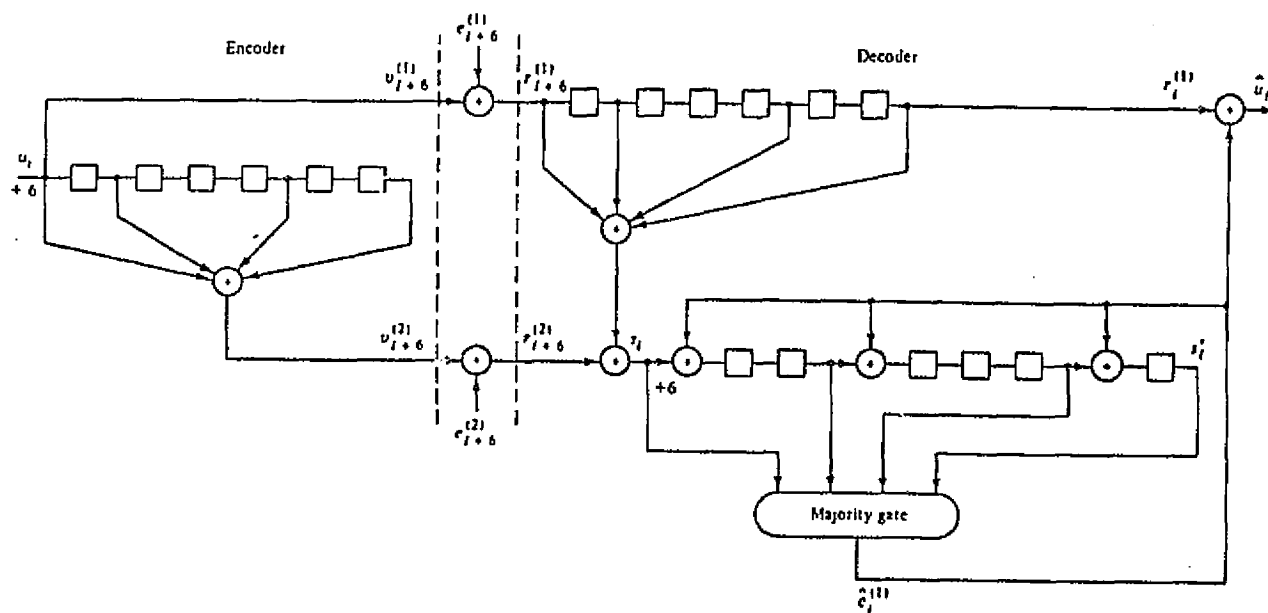 Encoder
Decoder
e_{l+6}^{(1)}
v_{l+6}^{(1)}
r_{l+6}^{(1)}
r_l^{(1)}
û_l
u_l
+6
+
+
+
+
v_{l+6}^{(2)}
r_{l+6}^{(2)}
s_l
+6
+
+
+
+
+
+
s_l'
e_{l+6}^{(2)}
Majority gate
ê_l^{(1)}